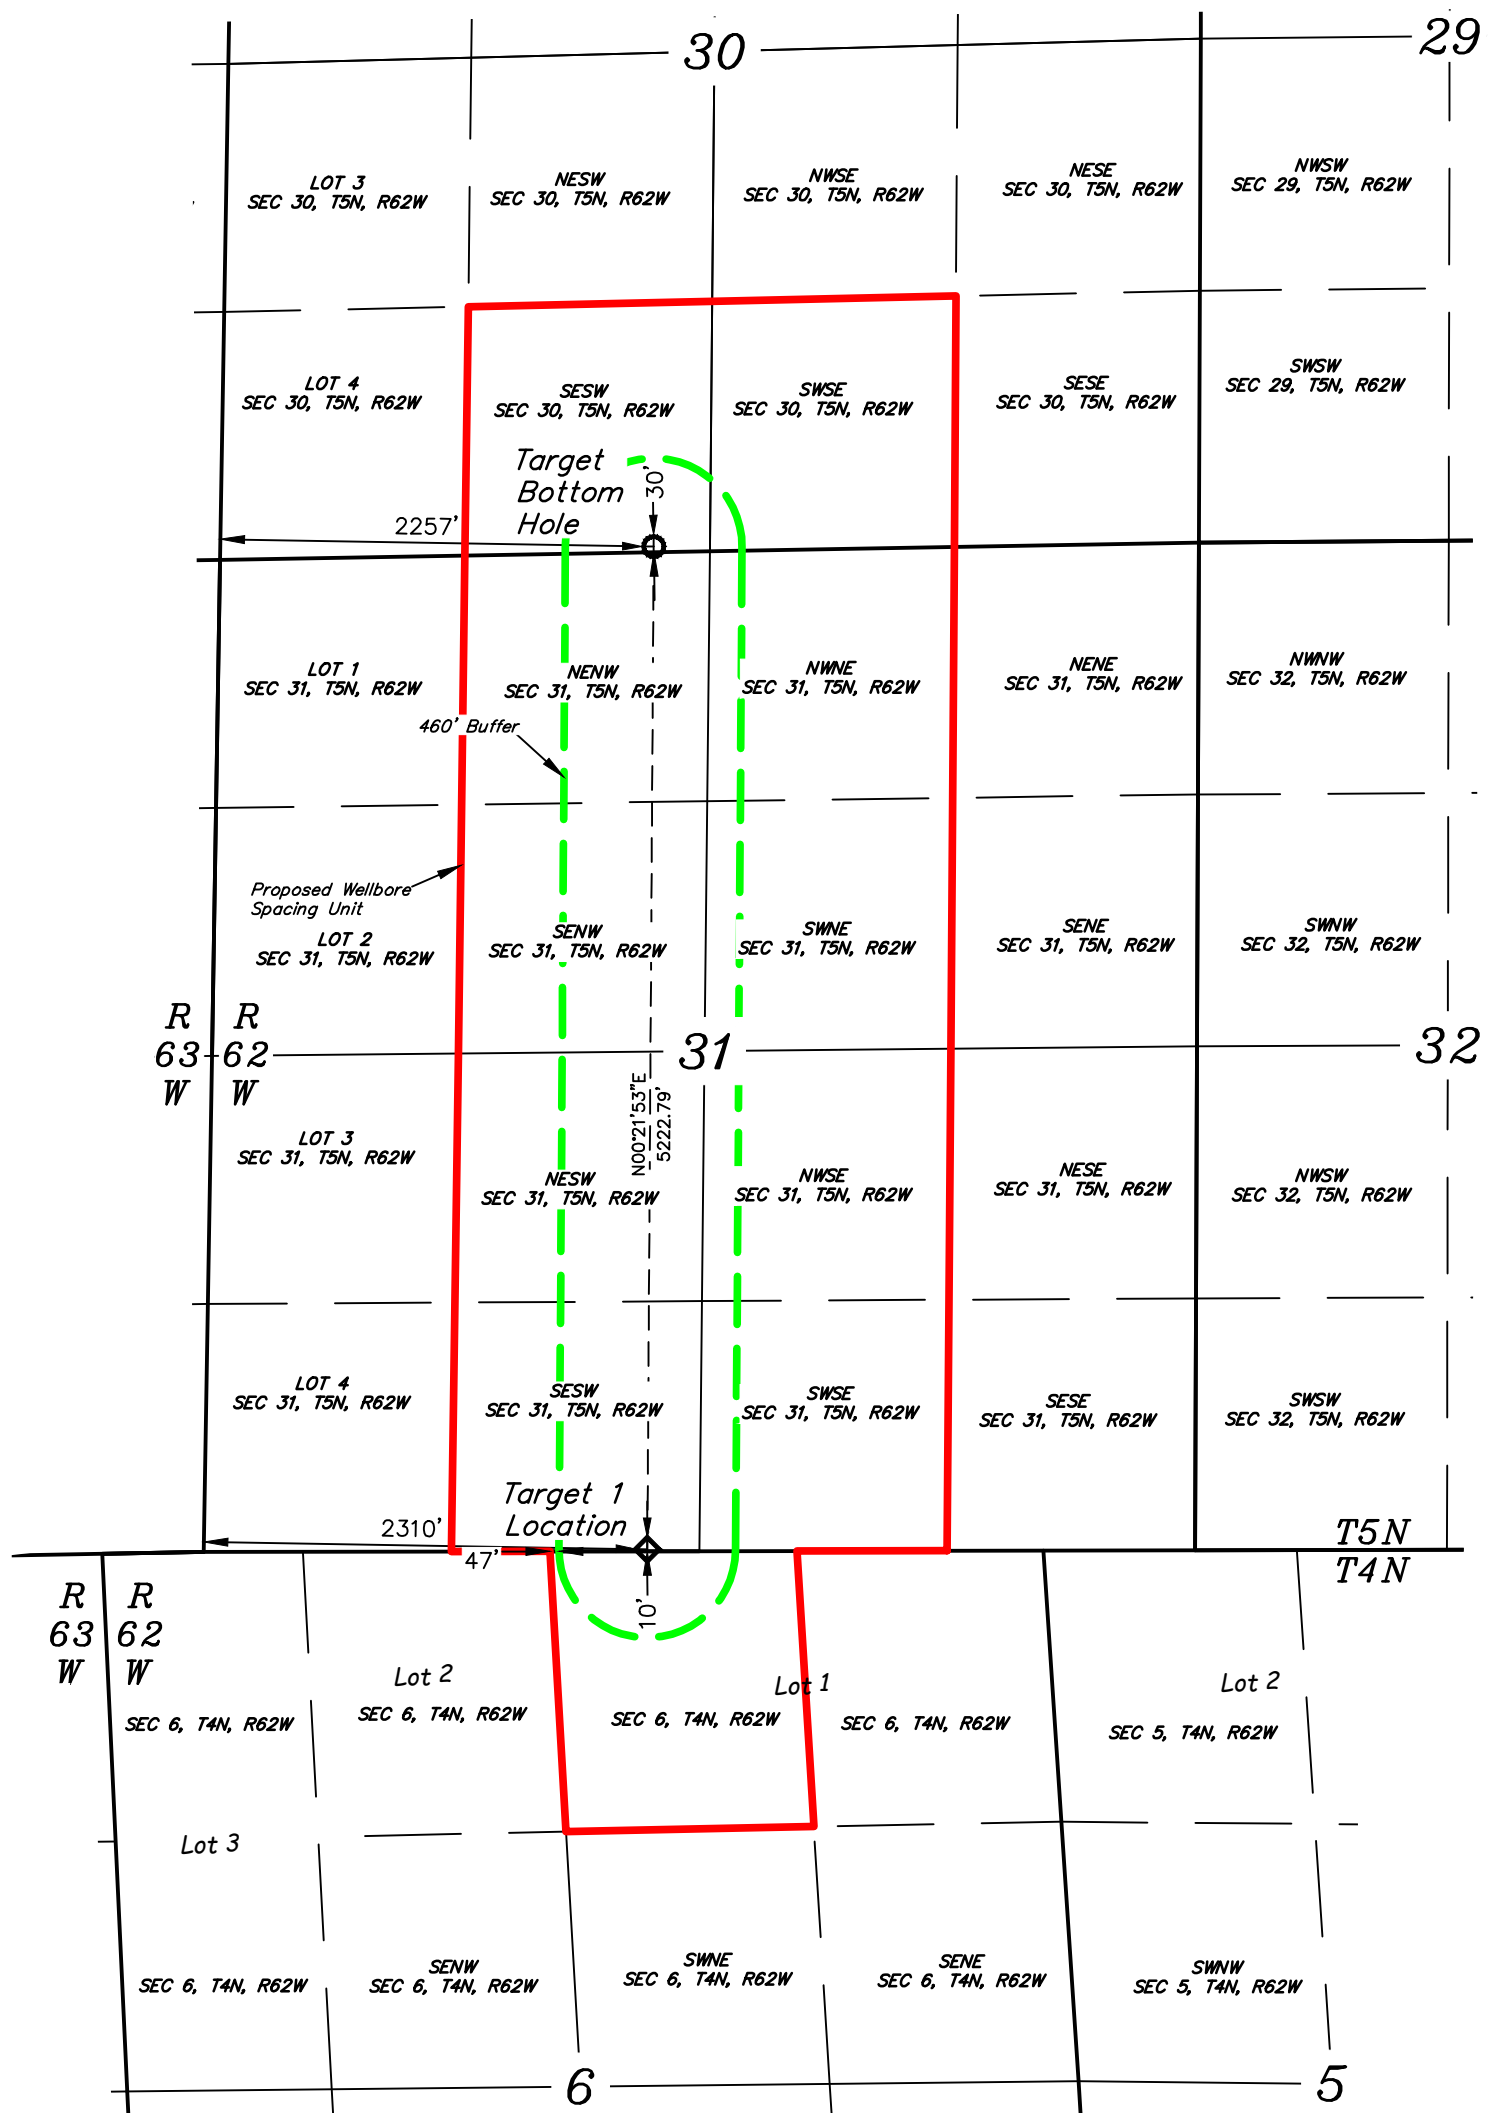 30
29
LOT 3
SEC 30, T5N, R62W
NESW
SEC 30, T5N, R62W
NWSE
SEC 30, T5N, R62W
NESE
SEC 30, T5N, R62W
NWSW
SEC 29, T5N, R62W
LOT 4
SEC 30, T5N, R62W
SESW
SEC 30, T5N, R62W
SWSE
SEC 30, T5N, R62W
SESE
SEC 30, T5N, R62W
SWSW
SEC 29, T5N, R62W
Target
Bottom
Hole
30'
2257'
LOT 1
SEC 31, T5N, R62W
NENW
SEC 31, T5N, R62W
NWNE
SEC 31, T5N, R62W
NENE
SEC 31, T5N, R62W
NWNW
SEC 32, T5N, R62W
460' Buffer
Proposed Wellbore
Spacing Unit
LOT 2
SEC 31, T5N, R62W
SENW
SEC 31, T5N, R62W
SWNE
SEC 31, T5N, R62W
SENE
SEC 31, T5N, R62W
SWNW
SEC 32, T5N, R62W
R R
63 62
W W
31
32
N00°21'53"E
5222.79'
LOT 3
SEC 31, T5N, R62W
NESW
SEC 31, T5N, R62W
NWSE
SEC 31, T5N, R62W
NESE
SEC 31, T5N, R62W
NWSW
SEC 32, T5N, R62W
LOT 4
SEC 31, T5N, R62W
SESW
SEC 31, T5N, R62W
SWSE
SEC 31, T5N, R62W
SESE
SEC 31, T5N, R62W
SWSW
SEC 32, T5N, R62W
Target 1
Location
2310'
47'
10'
T5N
T4N
R R
63 62
W W
Lot 2
Lot 1
Lot 2
SEC 6, T4N, R62W
SEC 6, T4N, R62W
SEC 6, T4N, R62W
SEC 6, T4N, R62W
SEC 5, T4N, R62W
Lot 3
SEC 6, T4N, R62W
SENW
SEC 6, T4N, R62W
SWNE
SEC 6, T4N, R62W
SENE
SEC 6, T4N, R62W
SWNW
SEC 5, T4N, R62W
6
5